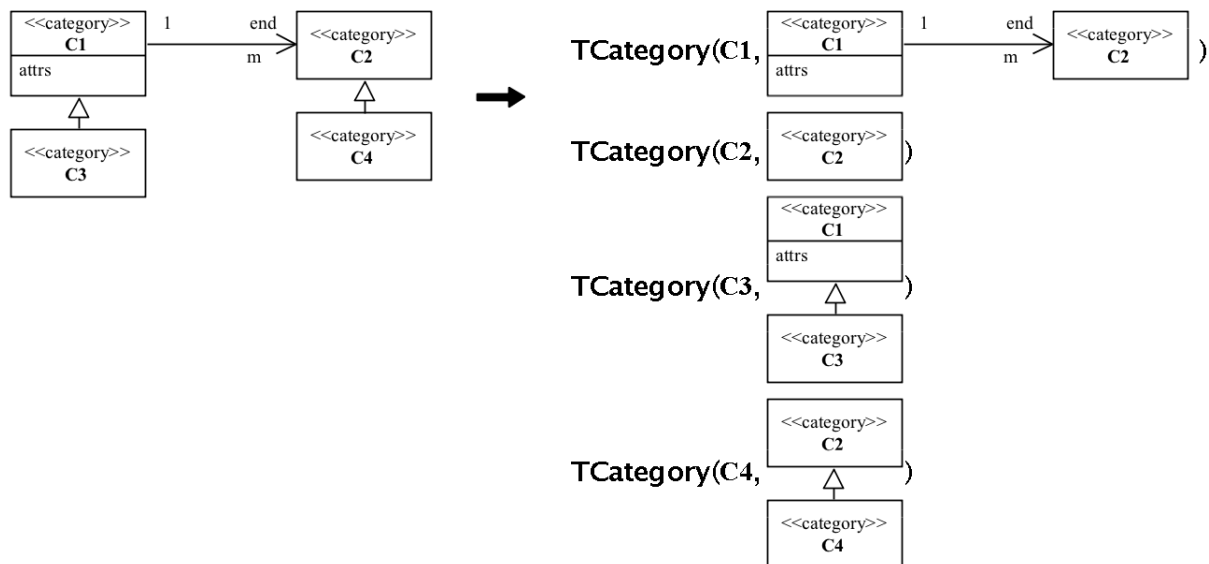 <<category>>
C1
attrs
1
end
m
<<category>>
C2
<<category>>
C3
<<category>>
C4
TCategory(C1,
<<category>>
C1
attrs
1
end
m
<<category>>
C2
)
TCategory(C2,
<<category>>
C2
)
TCategory(C3,
<<category>>
C1
attrs
<<category>>
C3
)
TCategory(C4,
<<category>>
C2
<<category>>
C4
)